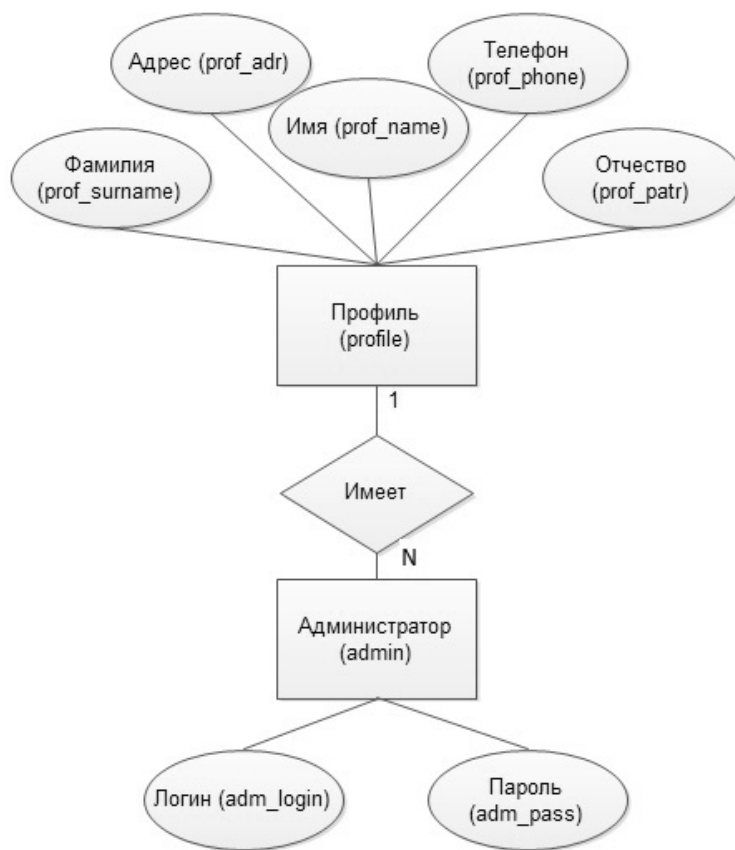 Адрес (prof_adr)
Телефон
(prof_phone)
Имя (prof_name)
Фамилия
(prof_surname)
Отчество
(prof_patr)
Профиль
(profile)
1
Имеет
N
Администратор
(admin)
Логин (adm_login)
Пароль
(adm_pass)